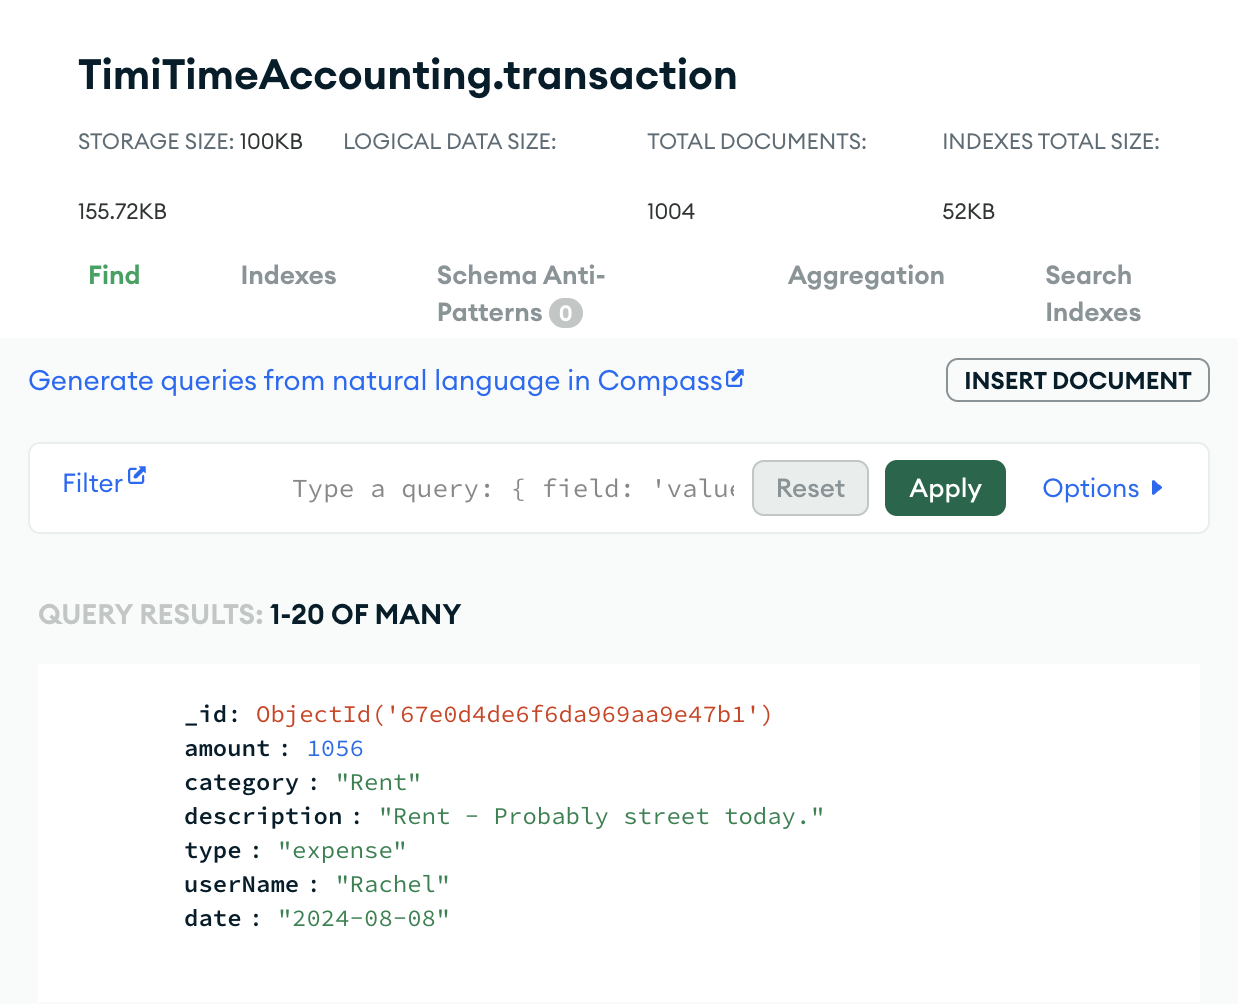 TimiTimeAccounting.transaction
STORAGE SIZE: 100KB LOGICAL DATA SIZE: TOTAL DOCUMENTS: INDEXES TOTAL SIZE:
155.72KB 1004 52KB
Find Indexes Schema Anti- Aggregation Search
Patterns 0 Indexes
Generate queries from natural language in Compass INSERT DOCUMENT
Filter Type a query: { field: 'value Reset Apply Options
QUERY RESULTS: 1-20 OF MANY
_id: ObjectId('67e0d4de6f6da969aa9e47b1')
amount : 1056
category : "Rent"
description : "Rent - Probably street today."
type : "expense"
userName : "Rachel"
date : "2024-08-08"